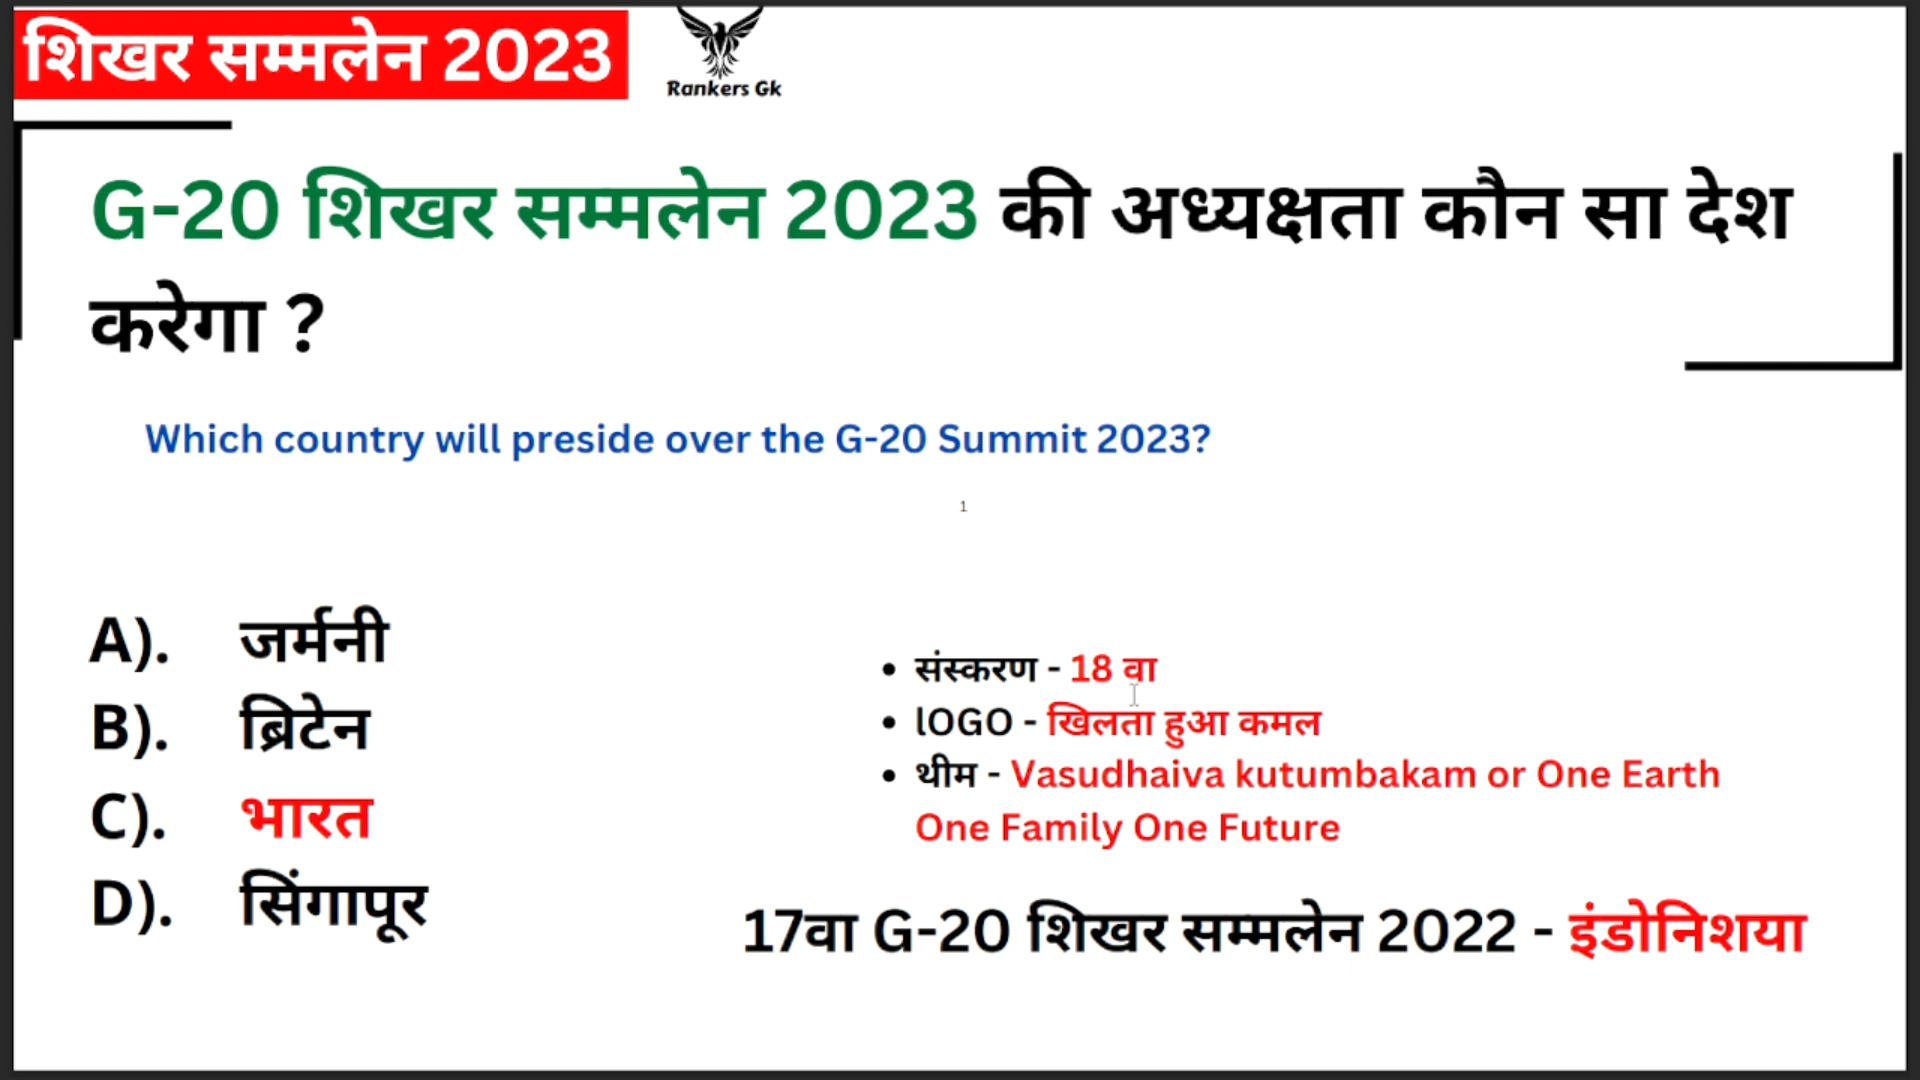 शिखर सम्मलेन 2023
Rankers Gk
G-20 शिखर सम्मलेन 2023 की अध्यक्षता कौन सा देश
करेगा ?
Which country will preside over the G-20 Summit 2023?
1
A). जर्मनी
B). ब्रिटेन
C). भारत
D). सिंगापूर
• संस्करण - 18 वा
• lOGO - खिलता हुआ कमल
• थीम - Vasudhaiva kutumbakam or One Earth
One Family One Future
17वा G-20 शिखर सम्मलेन 2022 - इंडोनिशया